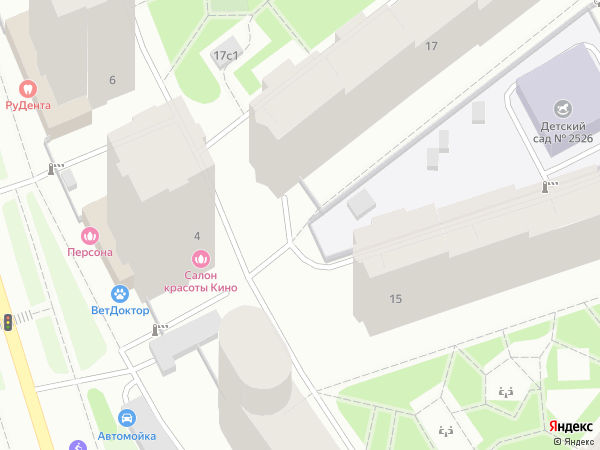 17с1
17
6
РуДента
Детский
сад № 2526
Персона
4
Салон
красоты Кино
ВетДоктор
15
Автомойка
Яндекс
© Яндекс